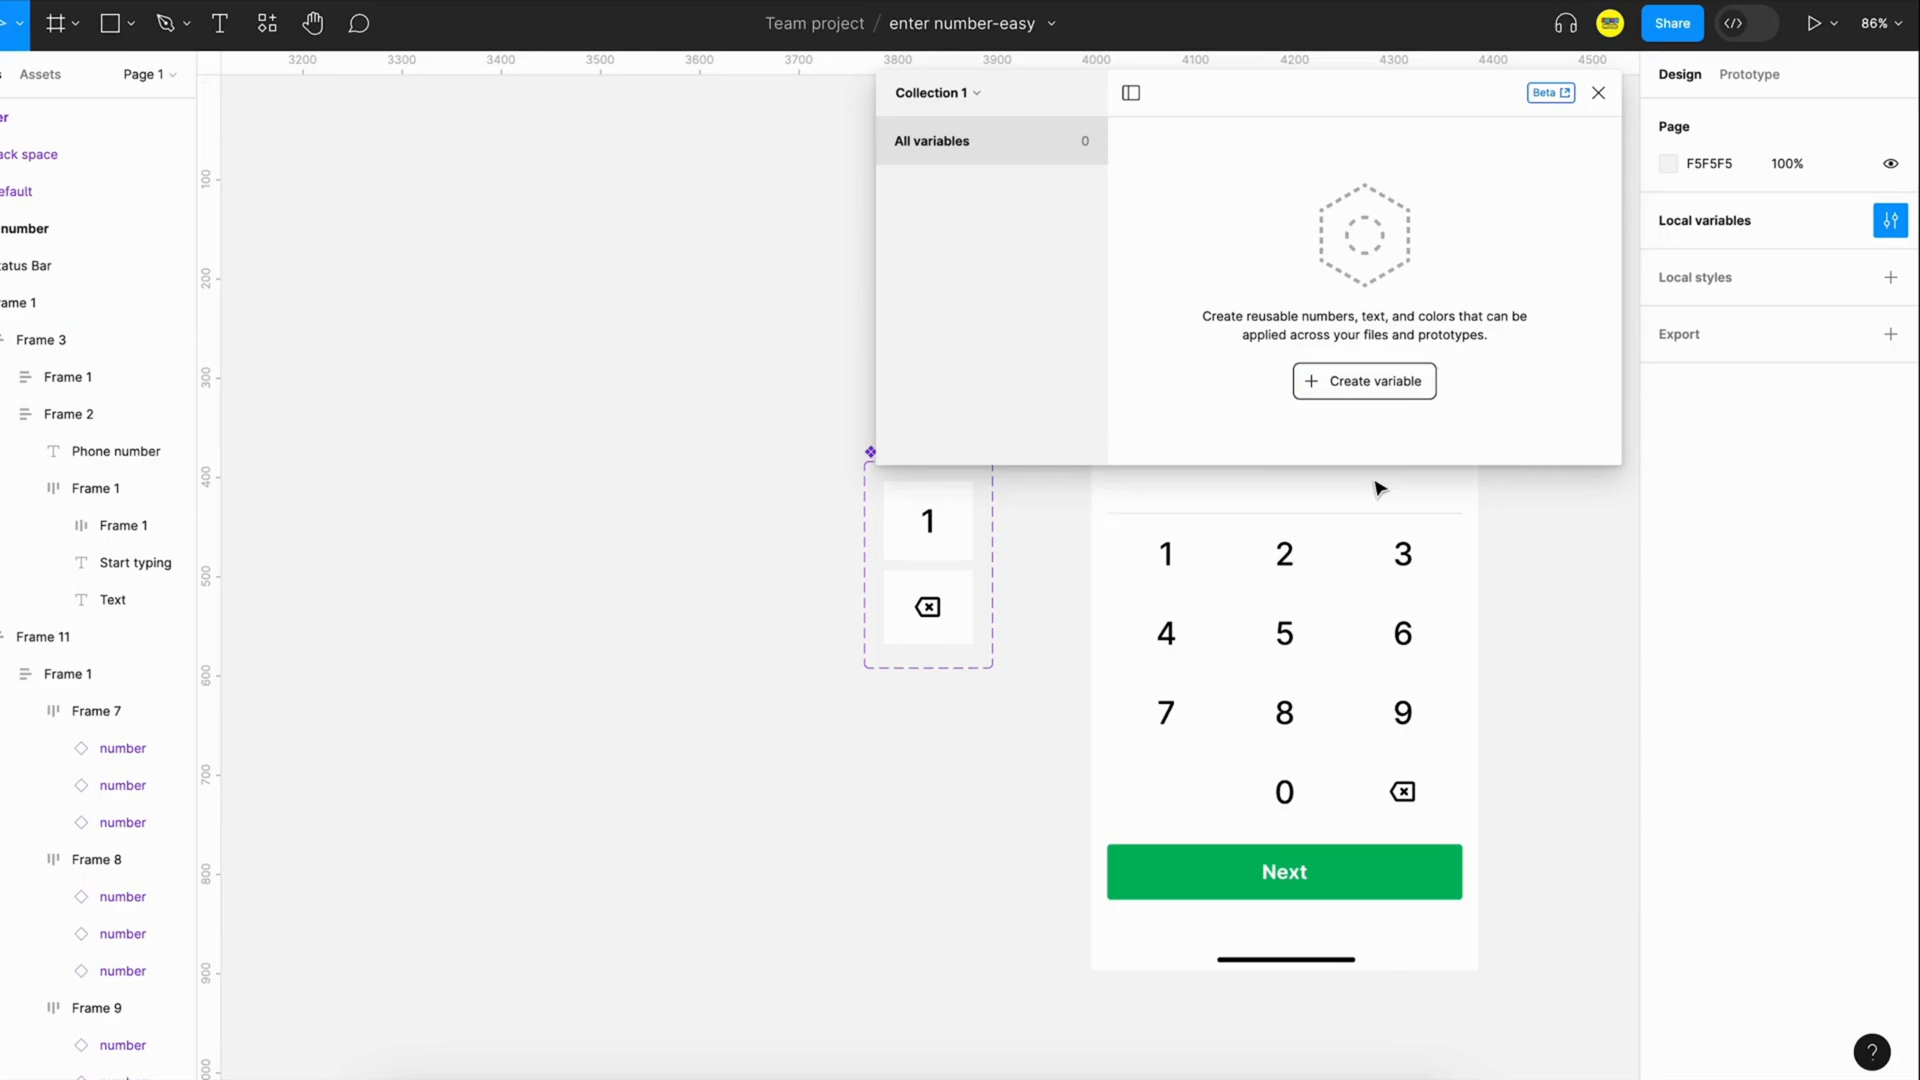 Team project / enter number-easy
Share
86%
Assets
Page 1
er
ack space
efault
number
tatus Bar
rame 1
Frame 3
Frame 1
Frame 2
Phone number
Frame 1
Frame 1
Start typing
Text
Frame 11
Frame 1
Frame 7
number
number
number
Frame 8
number
number
number
Frame 9
number
3200 3300 3400 3500 3600 3700 3800 3900 4000 4100 4200 4300 4400 4500
100
200
300
400
500
600
700
800
900
Collection 1
Beta
All variables 0
Create reusable numbers, text, and colors that can be
applied across your files and prototypes.
+ Create variable
1
1 2 3
4 5 6
7 8 9
0
Next
Design Prototype
Page
F5F5F5 100%
Local variables
Local styles
Export
?